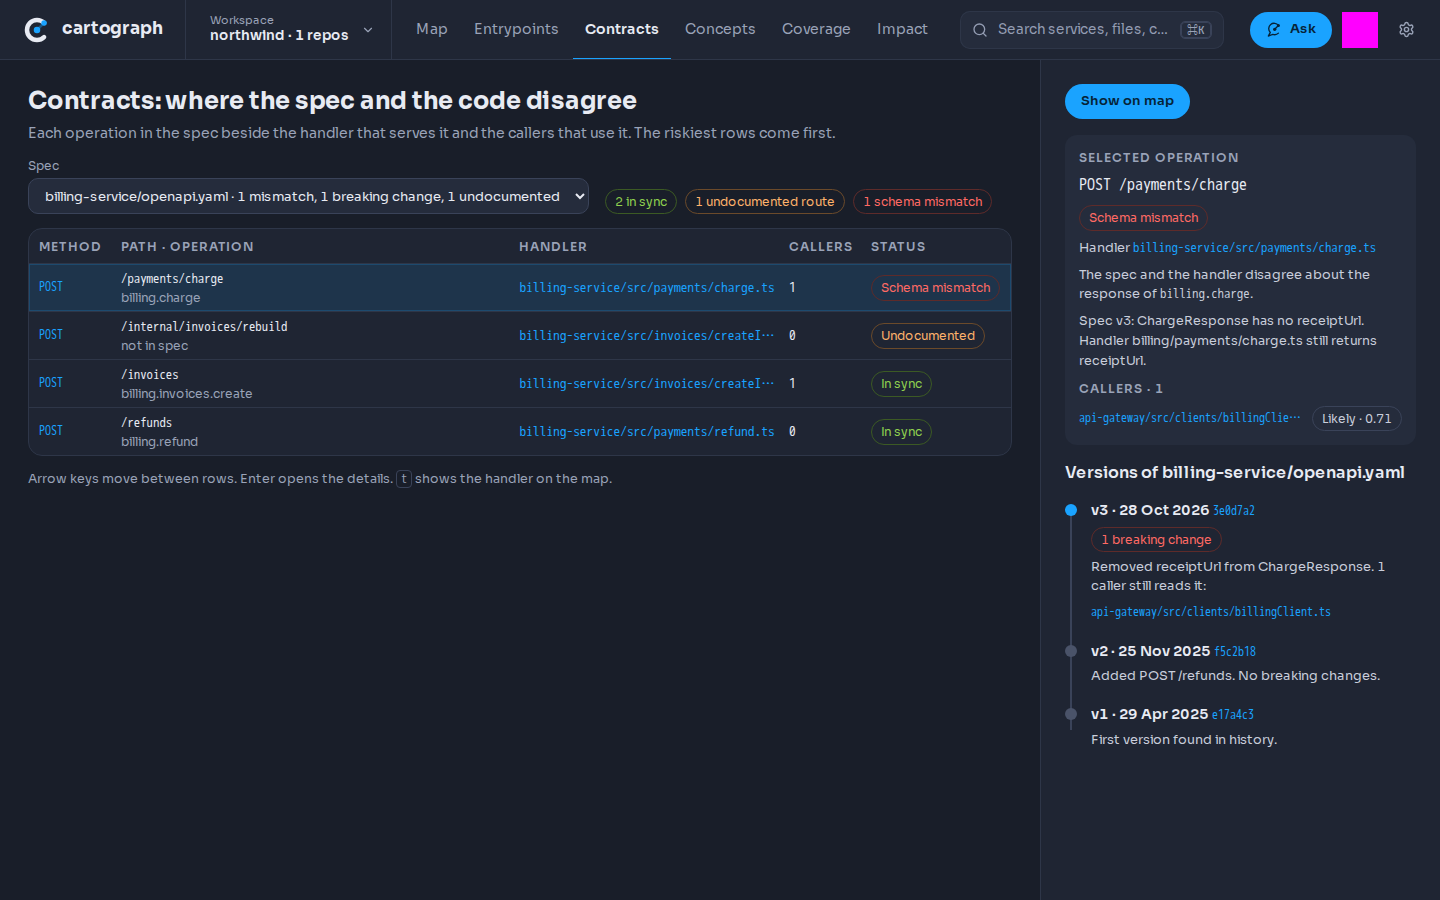 cartograph
Workspace
northwind · 1 repos
Map
Entrypoints
Contracts
Concepts
Coverage
Impact
Search services, files, c...
⌘K
Ask
Contracts: where the spec and the code disagree
Each operation in the spec beside the handler that serves it and the callers that use it. The riskiest rows come first.
Spec
billing-service/openapi.yaml · 1 mismatch, 1 breaking change, 1 undocumented
2 in sync
1 undocumented route
1 schema mismatch
METHOD PATH · OPERATION HANDLER CALLERS STATUS
POST /payments/charge billing-service/src/payments/charge.ts 1 Schema mismatch
billing.charge
POST /internal/invoices/rebuild billing-service/src/invoices/createI… 0 Undocumented
not in spec
POST /invoices billing-service/src/invoices/createI… 1 In sync
billing.invoices.create
POST /refunds billing-service/src/payments/refund.ts 0 In sync
billing.refund
Arrow keys move between rows. Enter opens the details. t shows the handler on the map.
Show on map
SELECTED OPERATION
POST /payments/charge
Schema mismatch
Handler billing-service/src/payments/charge.ts
The spec and the handler disagree about the
response of billing.charge.
Spec v3: ChargeResponse has no receiptUrl.
Handler billing/payments/charge.ts still returns
receiptUrl.
CALLERS · 1
api-gateway/src/clients/billingClie… Likely · 0.71
Versions of billing-service/openapi.yaml
v3 · 28 Oct 2026 3e0d7a2
1 breaking change
Removed receiptUrl from ChargeResponse. 1
caller still reads it:
api-gateway/src/clients/billingClient.ts
v2 · 25 Nov 2025 f5c2b18
Added POST /refunds. No breaking changes.
v1 · 29 Apr 2025 e17a4c3
First version found in history.